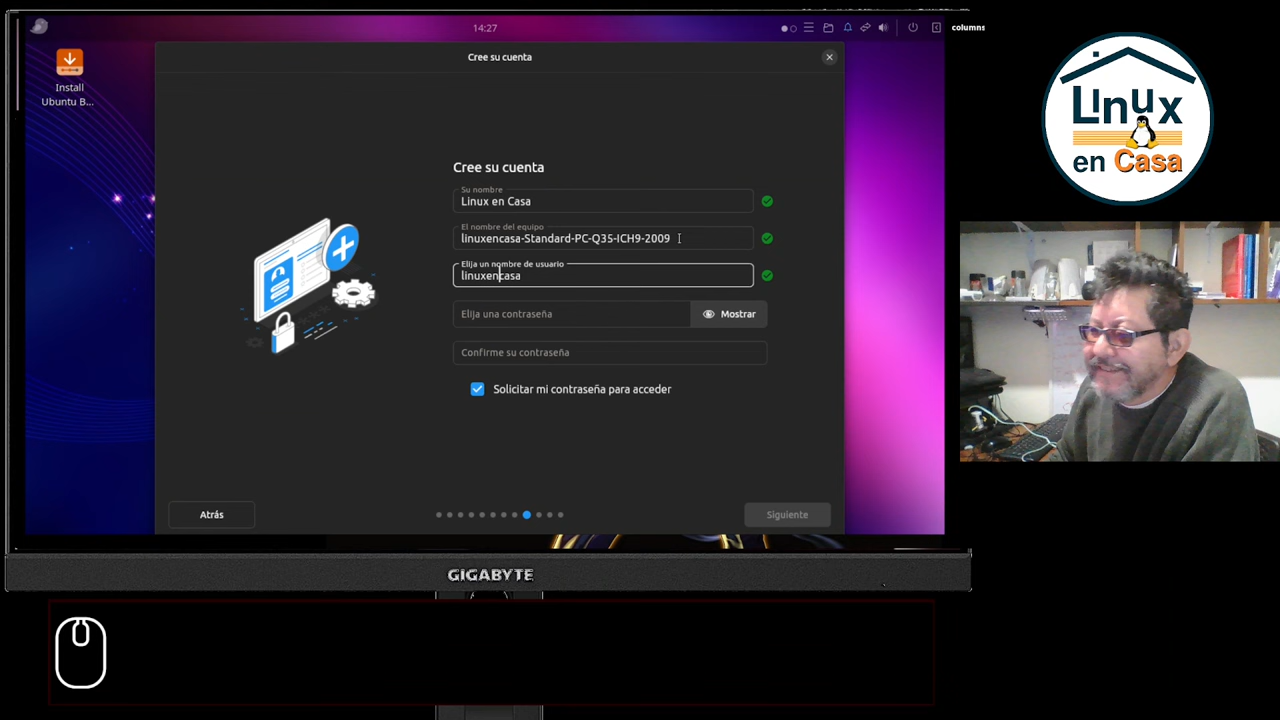 14:27
columns
Install
Ubuntu B...
Cree su cuenta
Cree su cuenta
Su nombre
Linux en Casa
El nombre del equipo
linuxencasa-Standard-PC-Q35-ICH9-2009
Elija un nombre de usuario
linuxencasa
Elija una contraseña
Mostrar
Confirme su contraseña
Solicitar mi contraseña para acceder
Atrás
Siguiente
GIGABYTE
Linux
en Casa